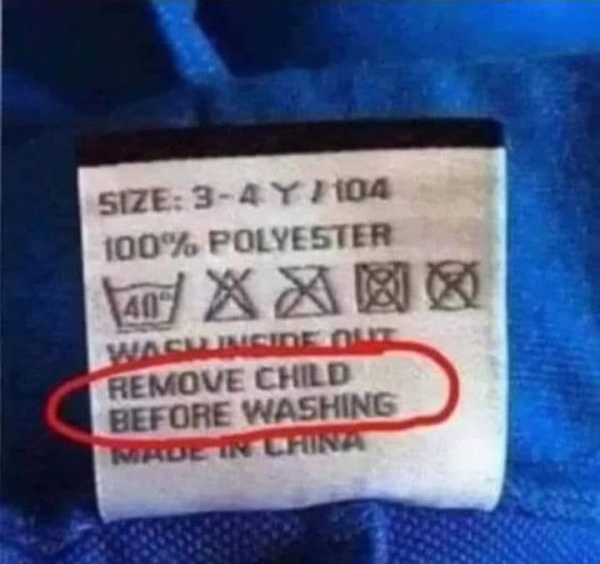 SIZE: 3-4 Y / 104
100% POLYESTER
40°
WASH INSIDE OUT
REMOVE CHILD
BEFORE WASHING
MADE IN CHINA